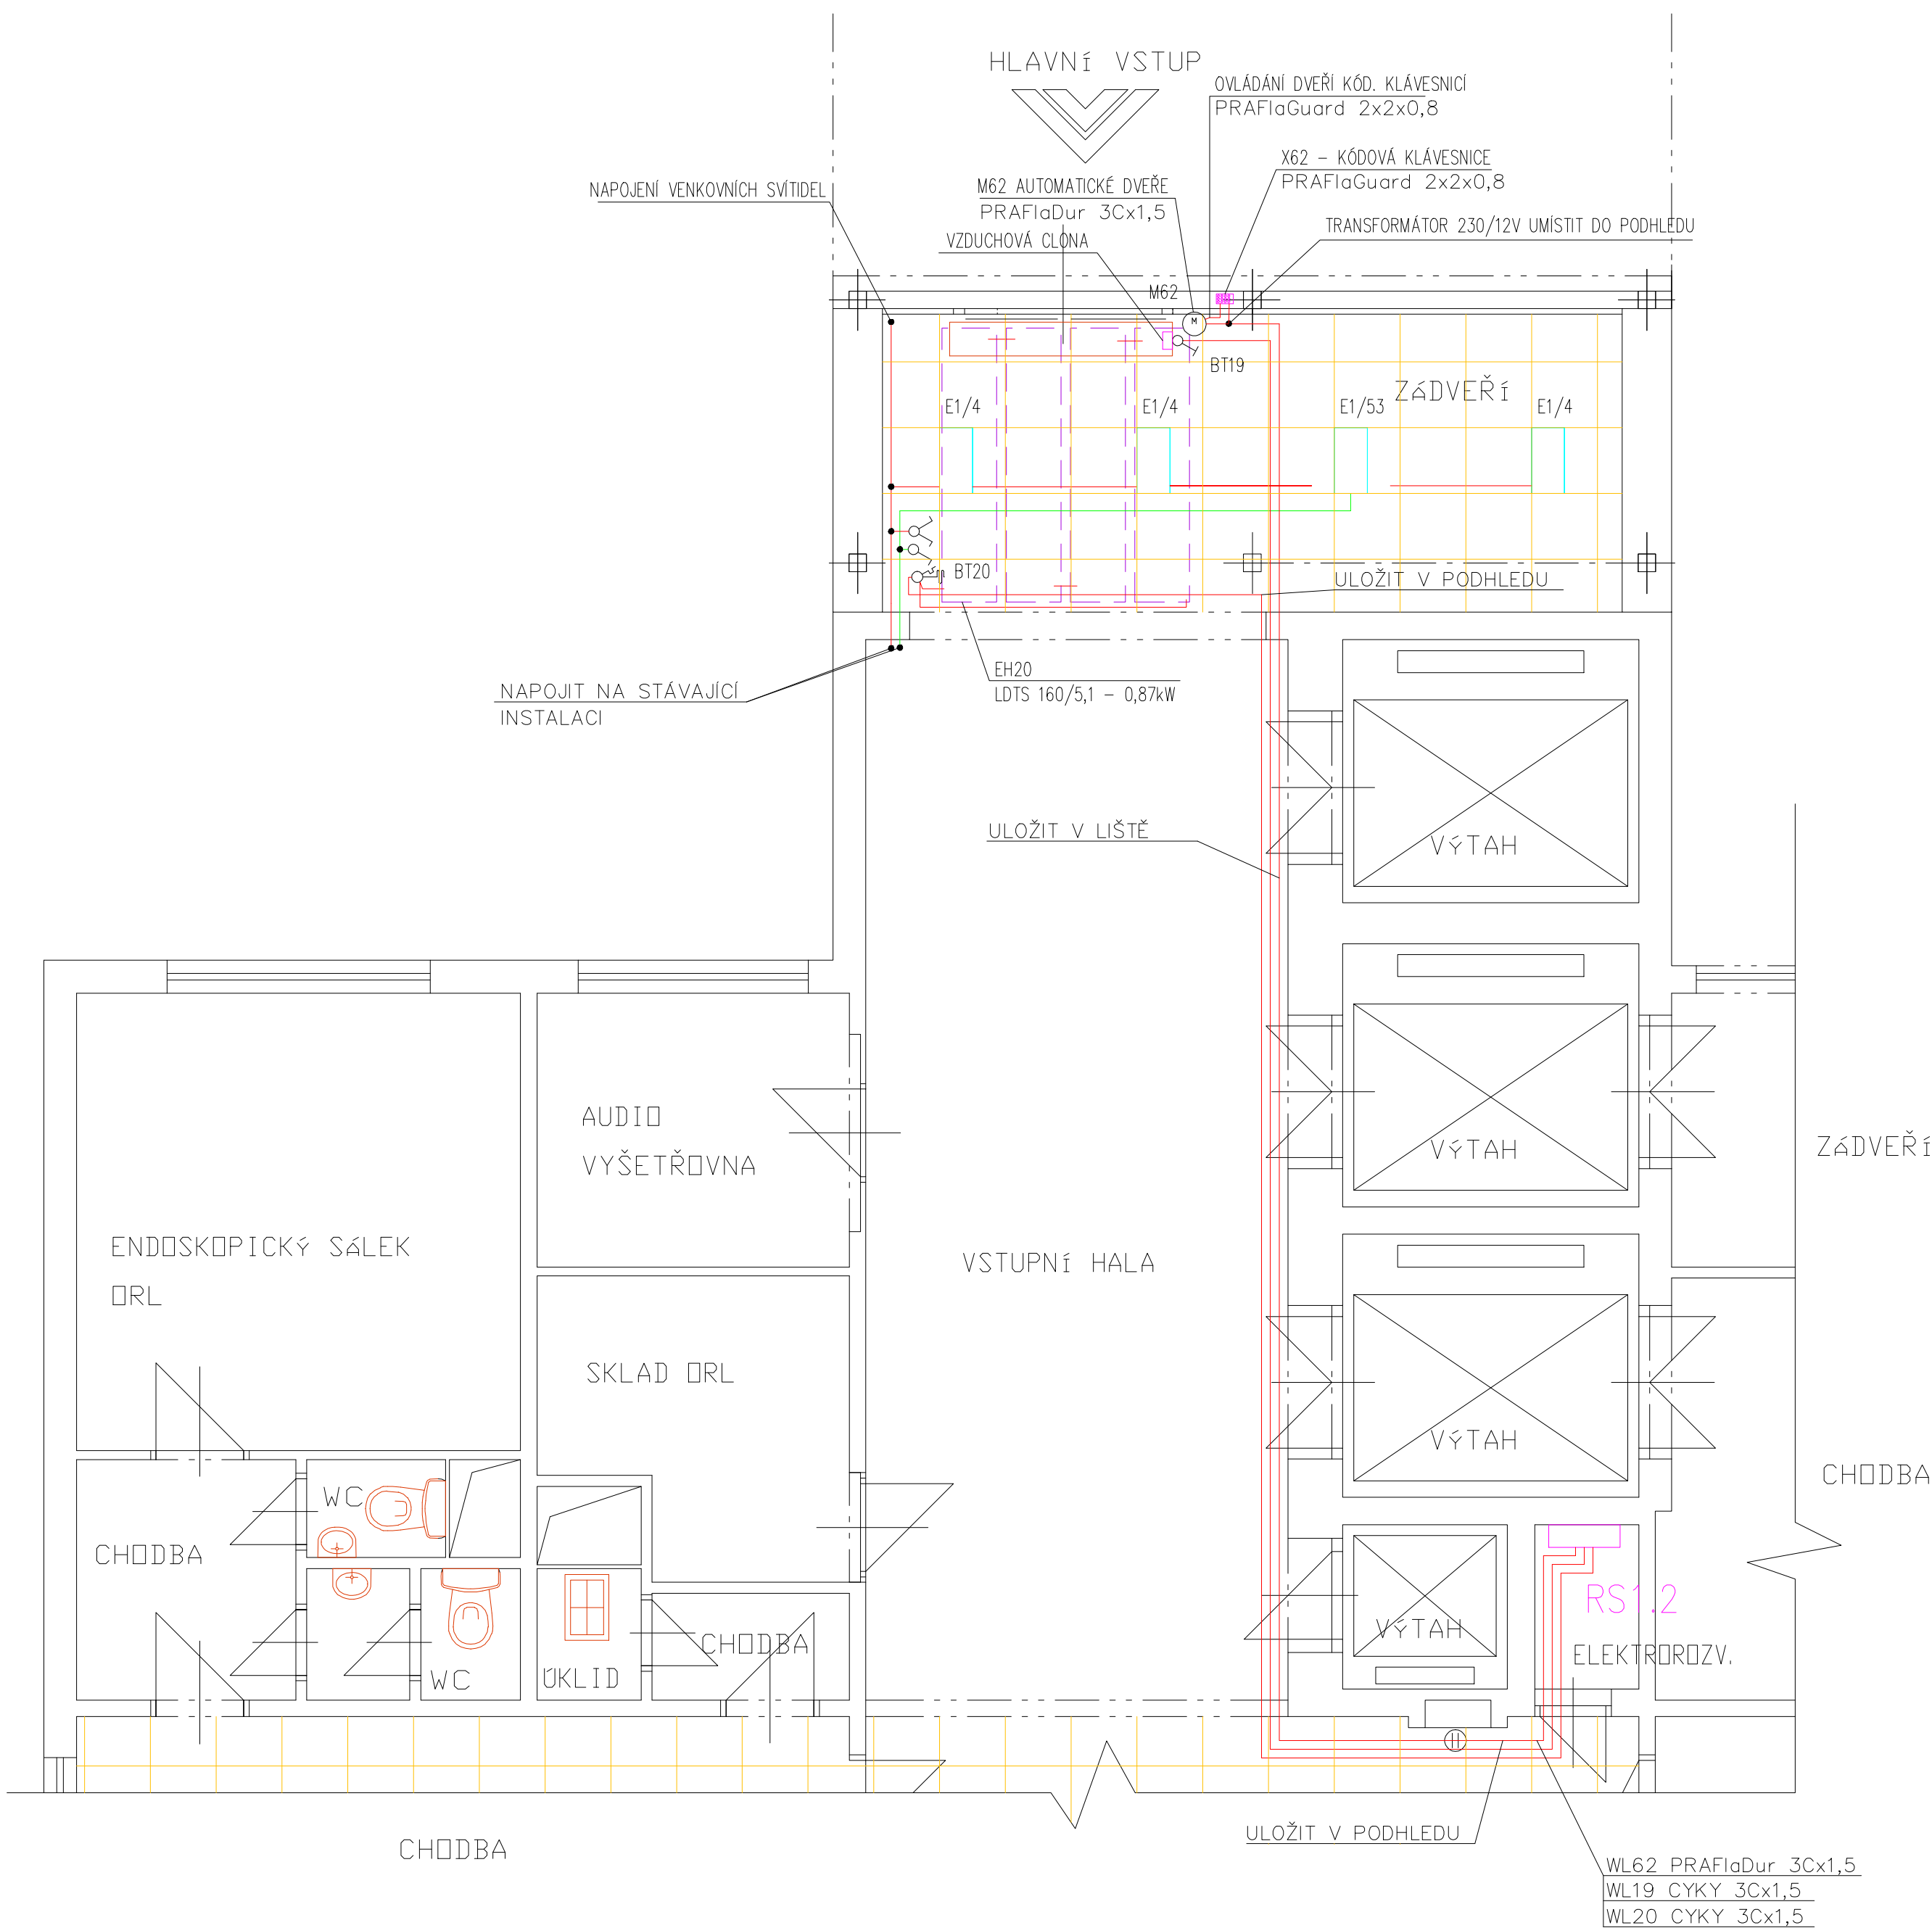 HLAVNÍ VSTUP
OVLÁDÁNÍ DVEŘÍ KÓD. KLÁVESNICÍ
PRAFlaGuard 2x2x0,8
X62 – KÓDOVÁ KLÁVESNICE
PRAFlaGuard 2x2x0,8
NAPOJENÍ VENKOVNÍCH SVÍTIDEL
M62 AUTOMATICKÉ DVEŘE
PRAFlaDur 3Cx1,5
TRANSFORMÁTOR 230/12V UMÍSTIT DO PODHLEDU
VZDUCHOVÁ CLONA
M62
M
BT19
ZÁDVEŘÍ
E1/4
E1/4
E1/53
E1/4
BT20
ULOŽIT V PODHLEDU
EH20
LDTS 160/5,1 – 0,87kW
NAPOJIT NA STÁVAJÍCÍ
INSTALACI
ULOŽIT V LIŠTĚ
VÝTAH
AUDIO
VYŠETŘOVNA
VÝTAH
ZÁDVEŘÍ
ENDOSKOPICKÝ SÁLEK
ORL
VSTUPNÍ HALA
SKLAD ORL
VÝTAH
CHODBA
WC
CHODBA
RS1.2
VÝTAH
CHODBA
ELEKTROROZV.
WC
ÚKLID
ULOŽIT V PODHLEDU
CHODBA
WL62 PRAFlaDur 3Cx1,5
WL19 CYKY 3Cx1,5
WL20 CYKY 3Cx1,5